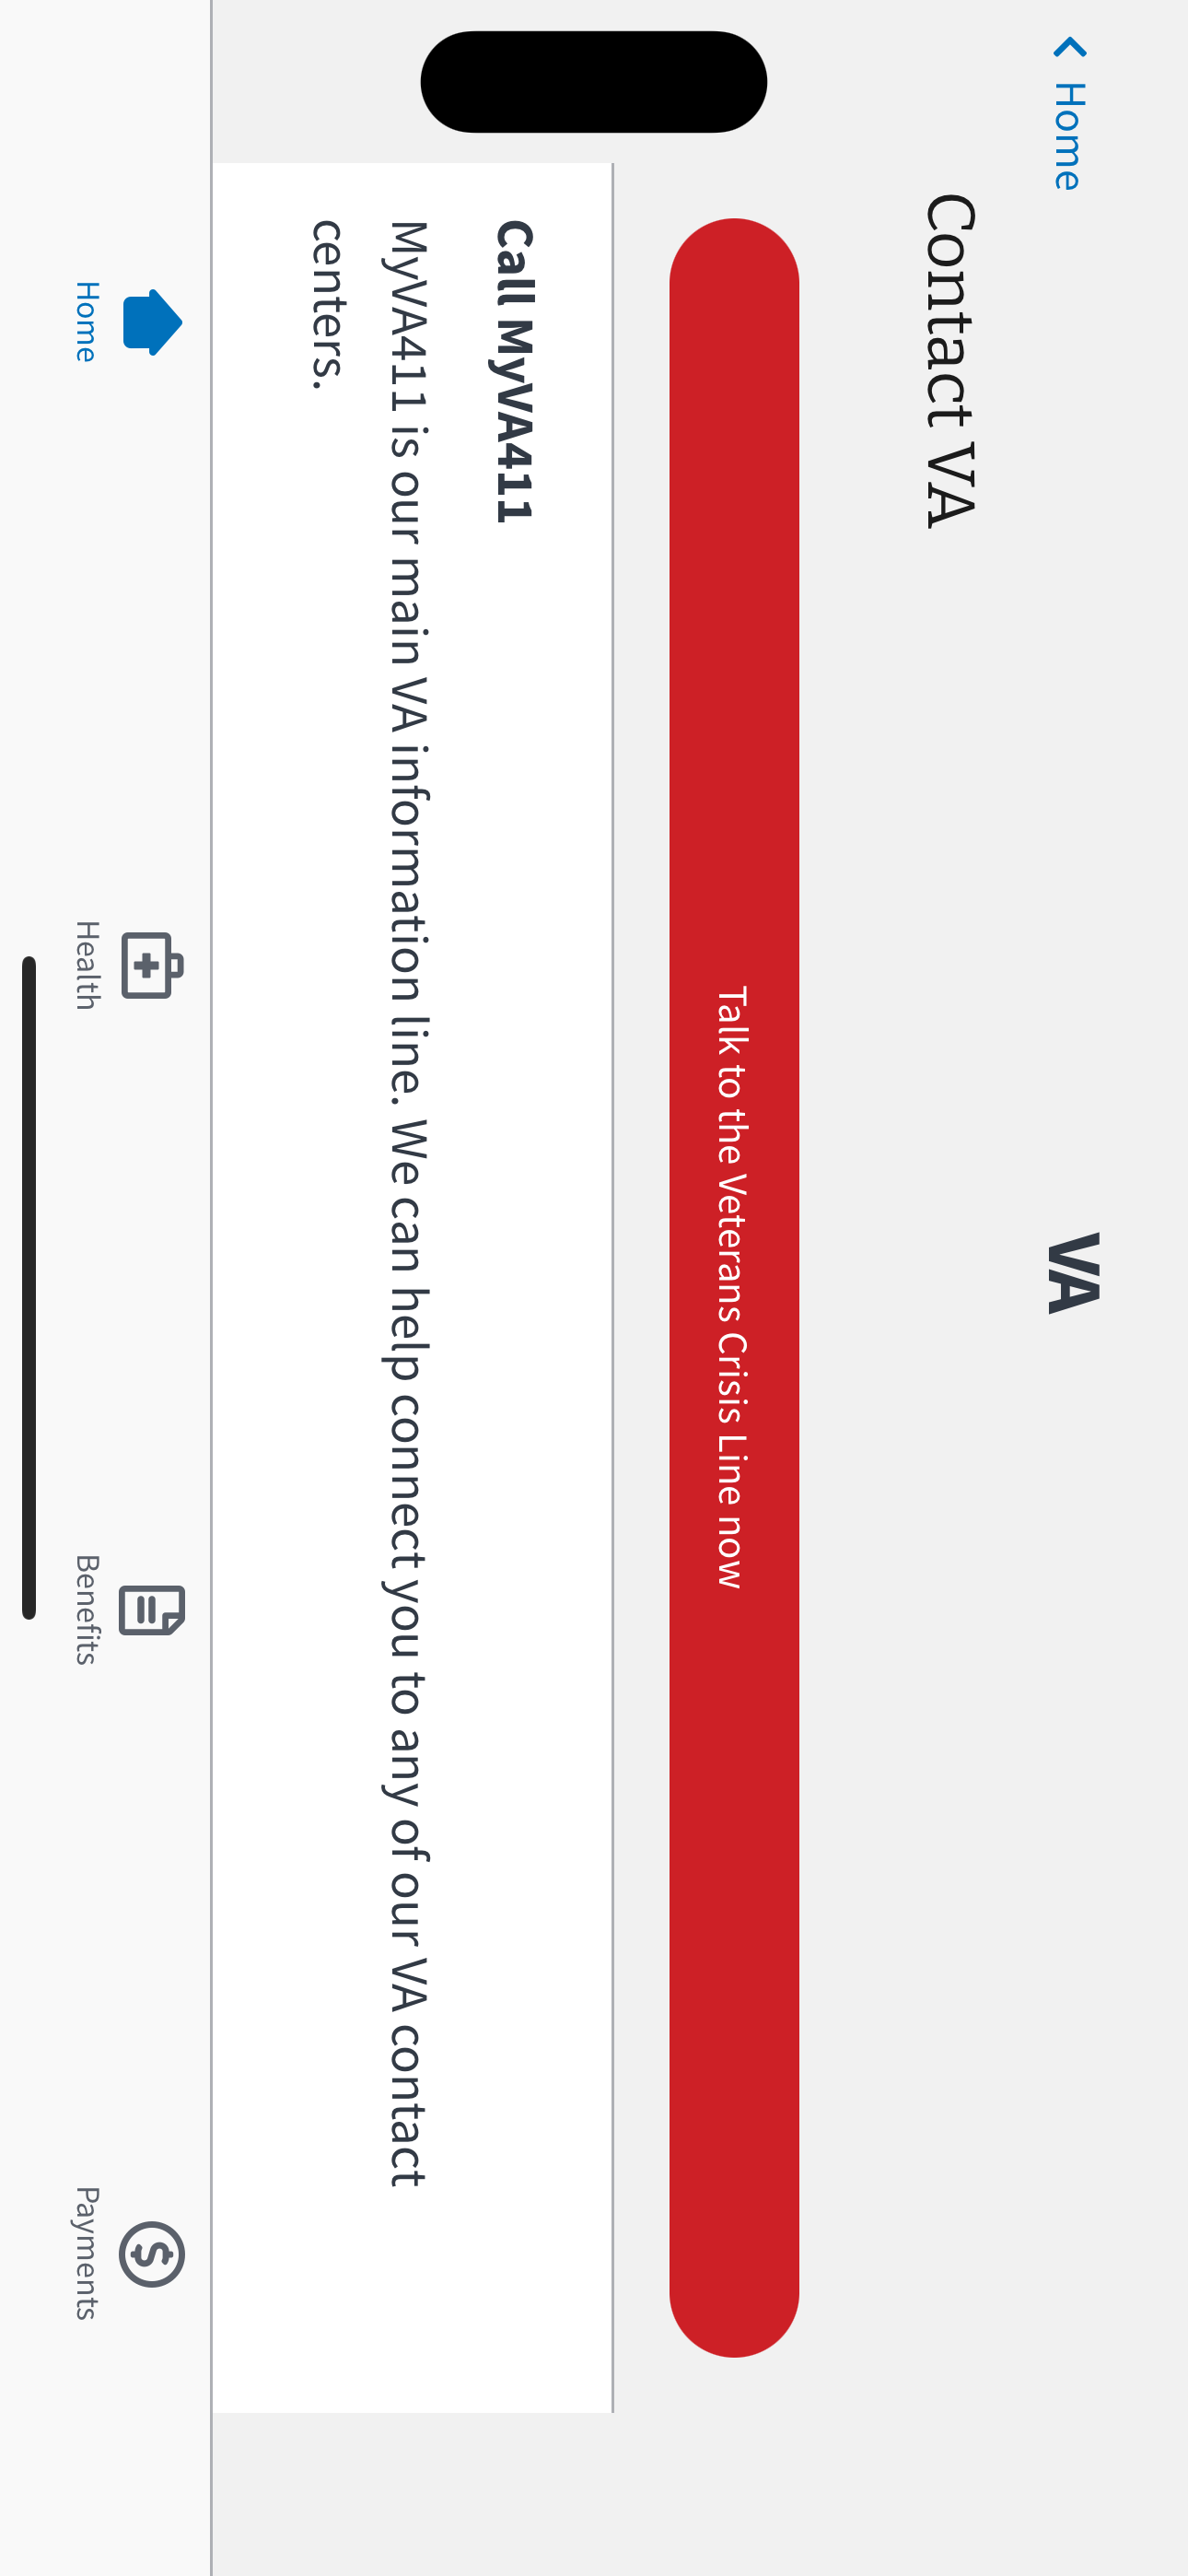 Home
VA
Contact VA
Talk to the Veterans Crisis Line now
Call MyVA411
MyVA411 is our main VA information line. We can help connect you to any of our VA contact
centers.
Home
Health
Benefits
Payments